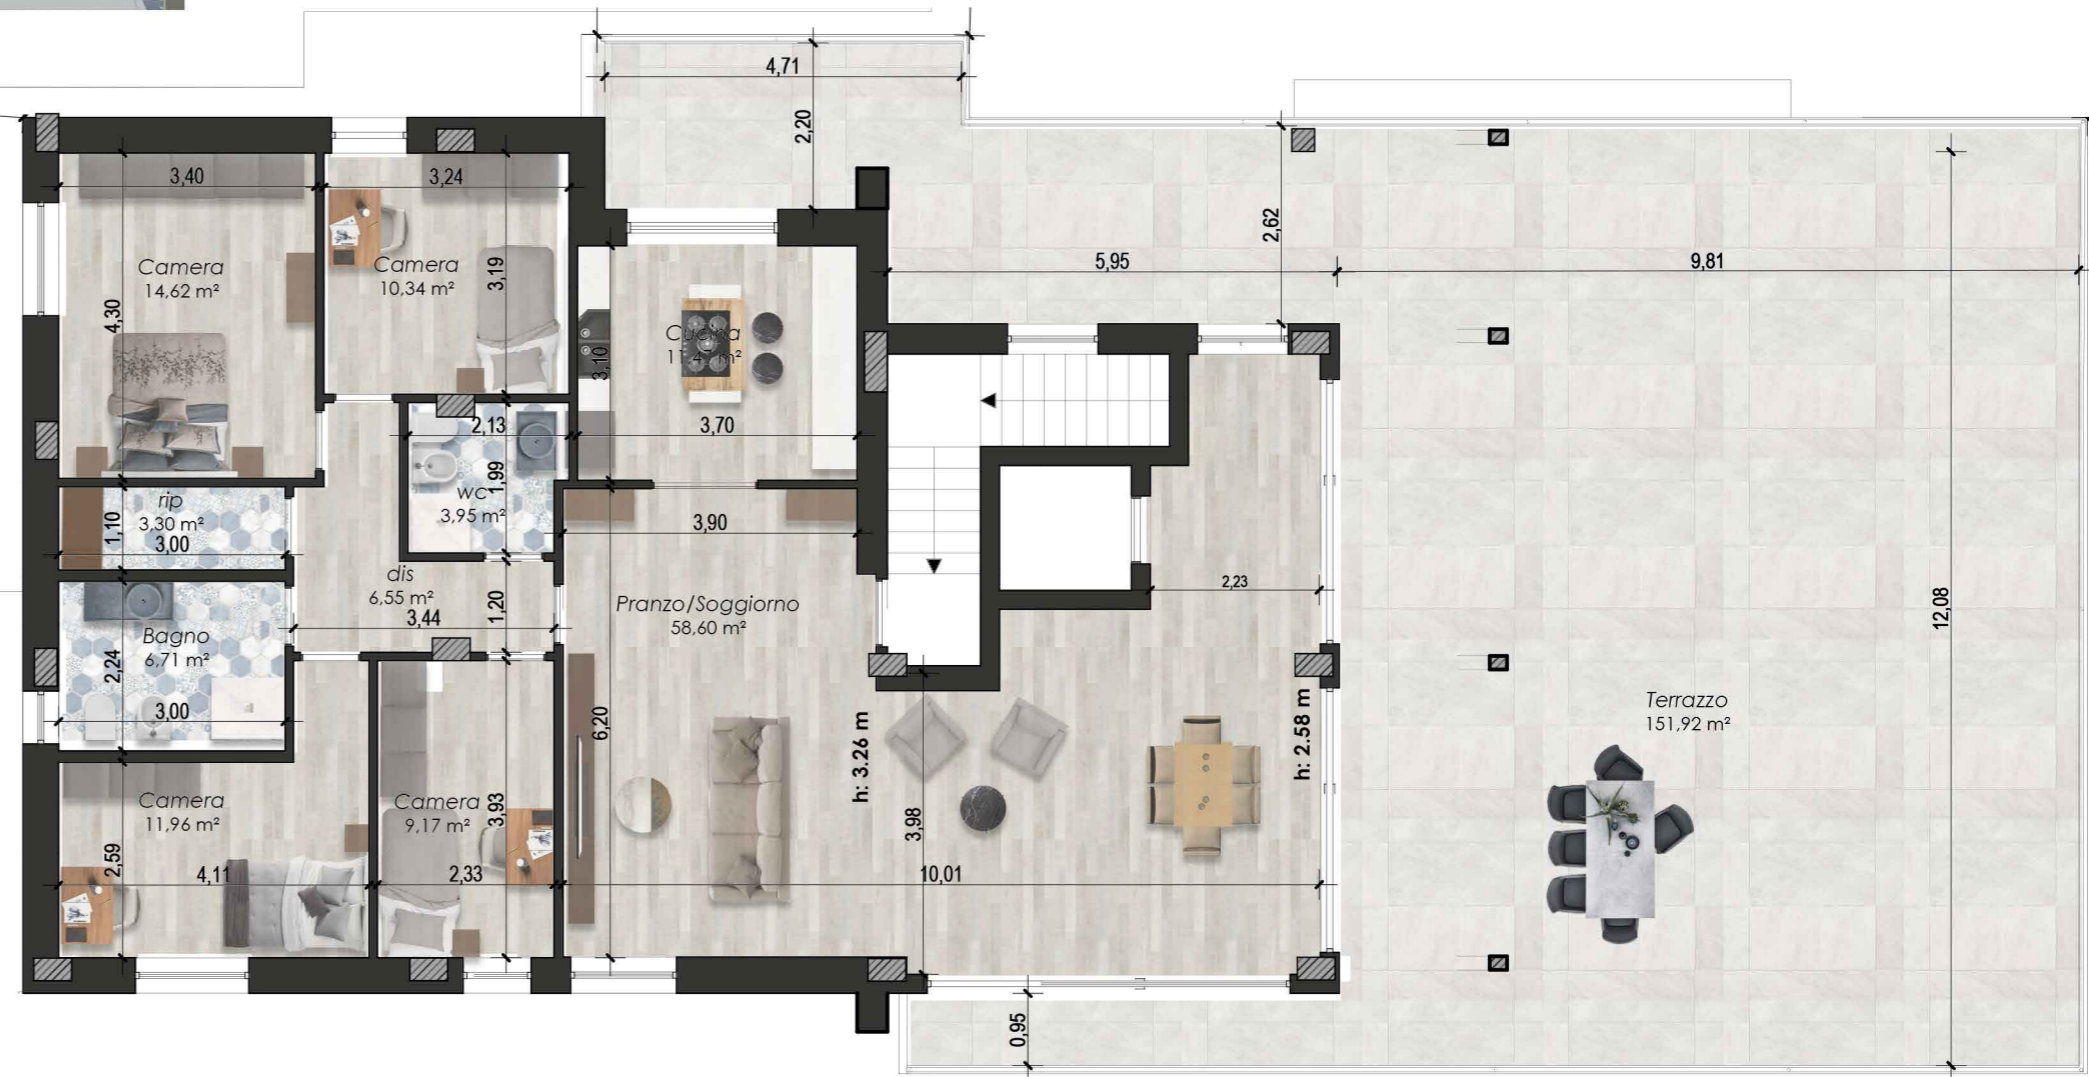 4,71
2,20
3,40
3,24
2,62
Camera
14,62 m²
Camera
10,34 m²
3,19
4,30
5,95
9,81
Cucina
11,47 m²
3,10
3,70
2,13
1,99
wc
3,95 m²
rip
3,30 m²
1,10
3,00
3,90
dis
6,55 m²
3,44
1,20
Pranzo/Soggiorno
58,60 m²
2,23
12,08
Bagno
6,71 m²
2,24
3,00
6,20
h: 3.26 m
h: 2.58 m
Terrazzo
151,92 m²
Camera
11,96 m²
2,59
4,11
Camera
9,17 m²
3,93
2,33
3,98
10,01
0,95